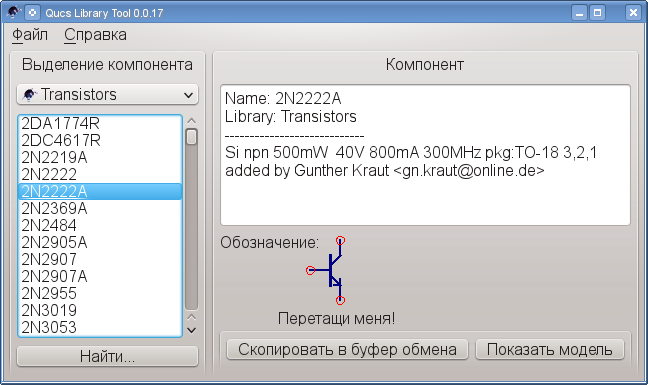 Qucs Library Tool 0.0.17
Файл Справка
Выделение компонента
Transistors
2DA1774R
2DC4617R
2N2219A
2N2222
2N2222A
2N2369A
2N2484
2N2905A
2N2907
2N2907A
2N2955
2N3019
2N3053
Найти...
Компонент
Name: 2N2222A
Library: Transistors
----------------------------
Si npn 500mW  40V 800mA 300MHz pkg:TO-18 3,2,1
added by Gunther Kraut <gn.kraut@online.de>
Обозначение:
Перетащи меня!
Скопировать в буфер обмена Показать модель